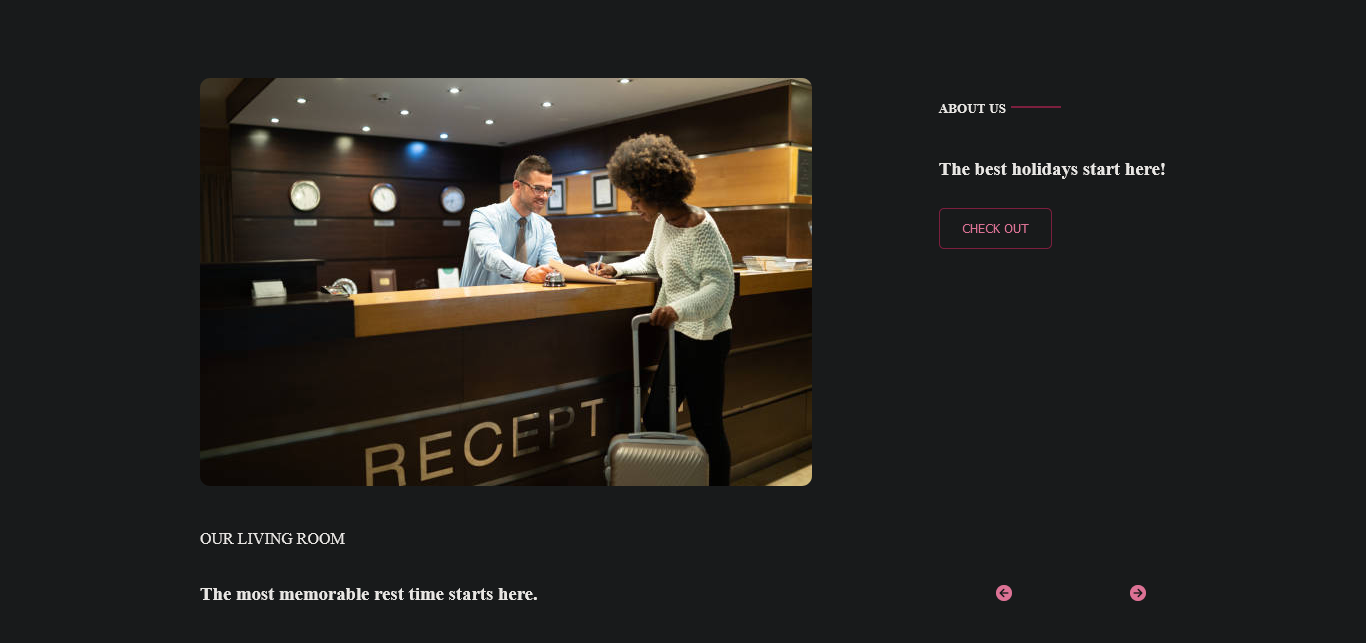 ABOUT US
The best holidays start here!
CHECK OUT
RECEPT
OUR LIVING ROOM
The most memorable rest time starts here.